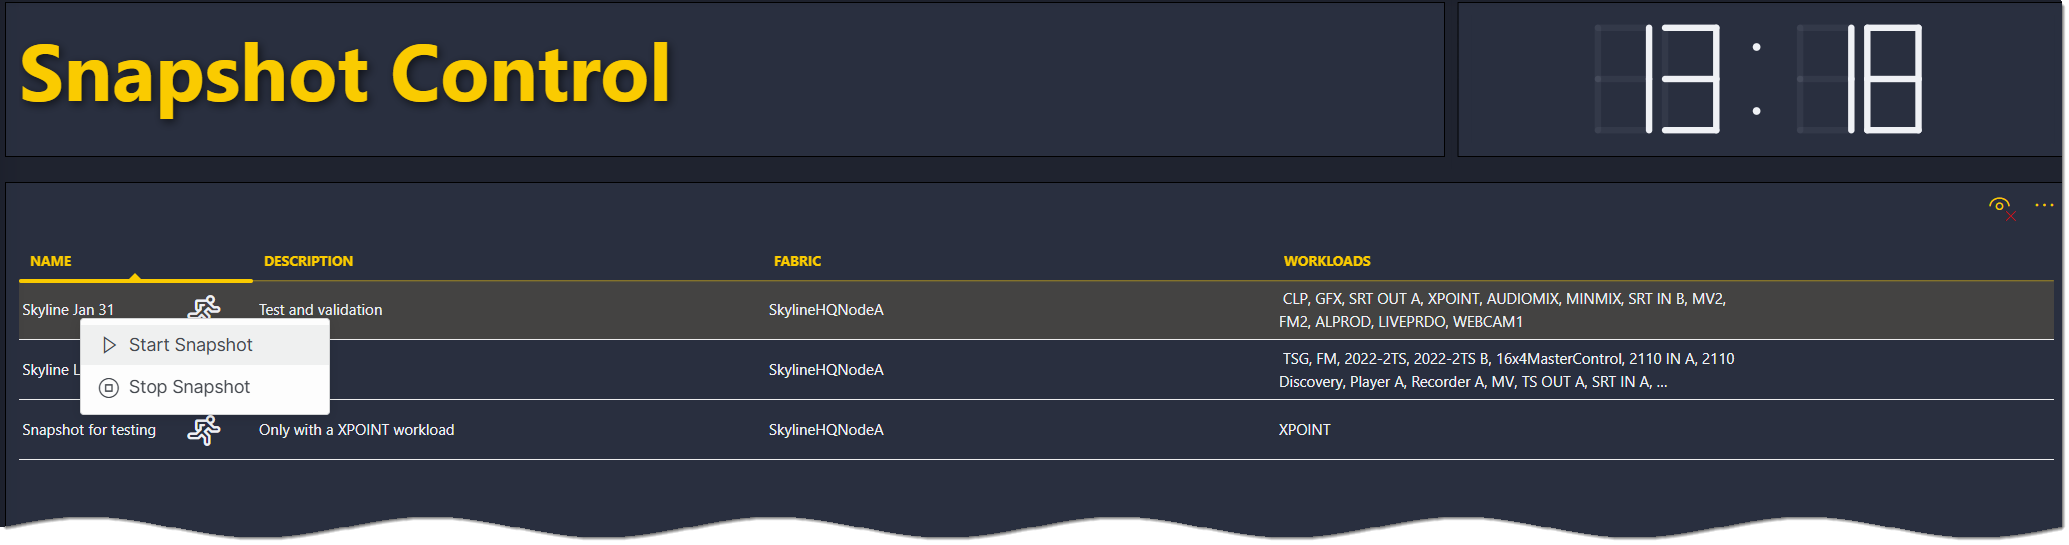 Snapshot Control
13:18
NAME DESCRIPTION FABRIC WORKLOADS
Skyline Jan 31 Test and validation SkylineHQNodeA CLP, GFX, SRT OUT A, XPOINT, AUDIOMIX, MINMIX, SRT IN B, MV2,
FM2, ALPROD, LIVEPRDO, WEBCAM1
Start Snapshot
Skyline L SkylineHQNodeA TSG, FM, 2022-2TS, 2022-2TS B, 16x4MasterControl, 2110 IN A, 2110
Discovery, Player A, Recorder A, MV, TS OUT A, SRT IN A, ...
Stop Snapshot
Snapshot for testing Only with a XPOINT workload SkylineHQNodeA XPOINT